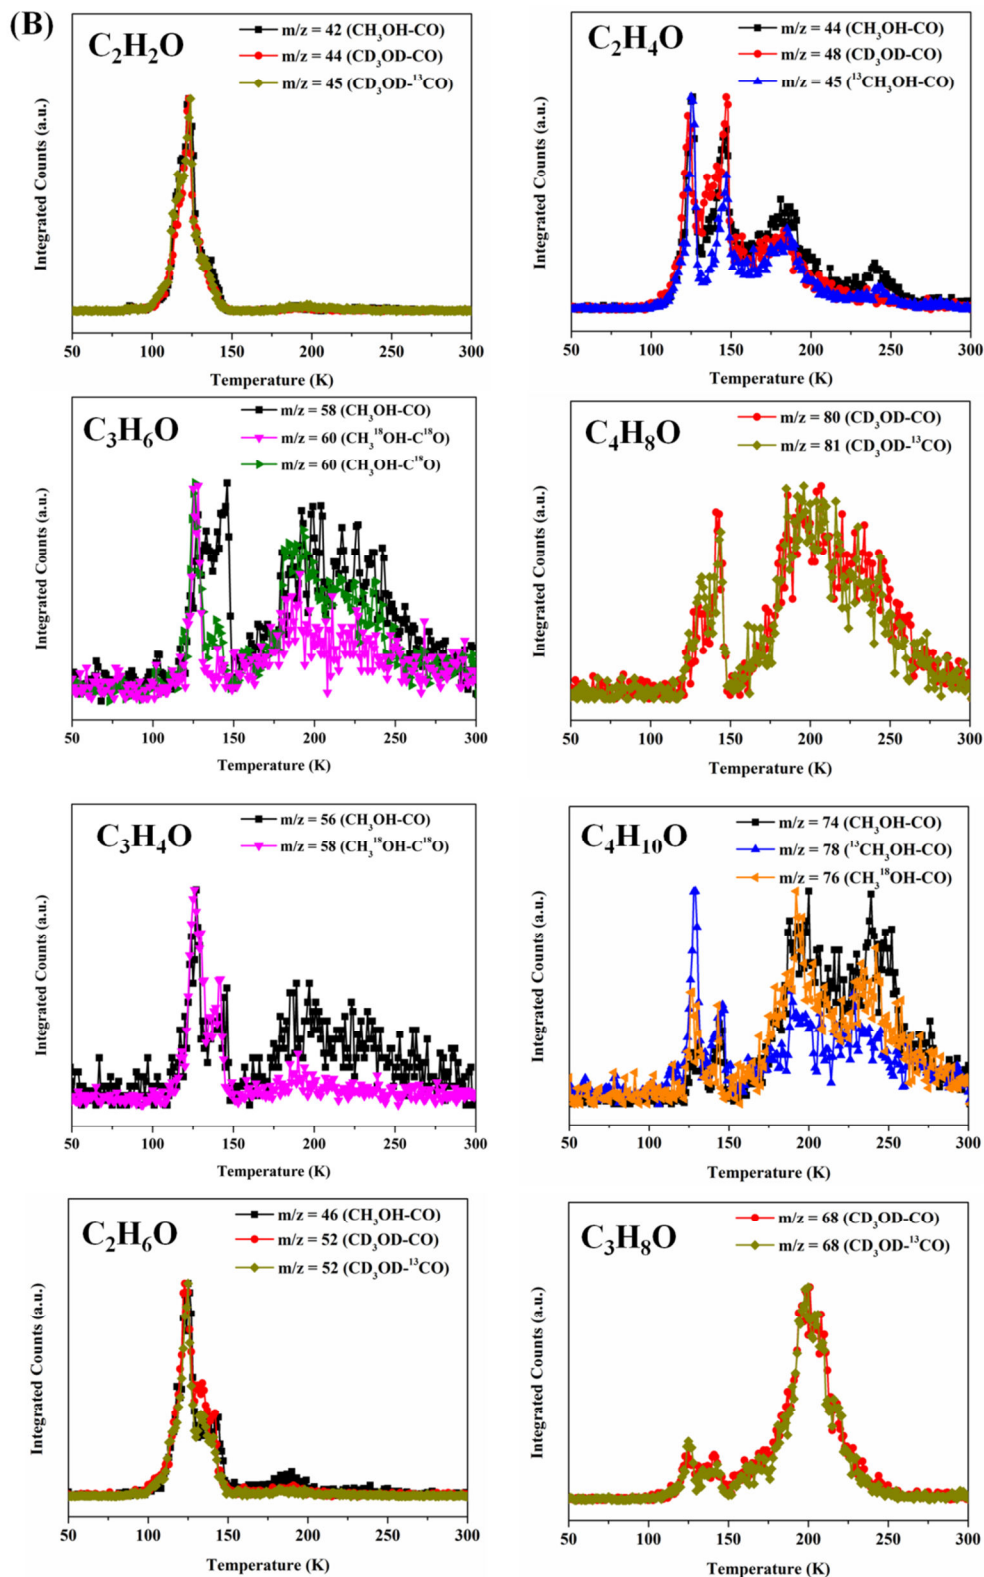 (B)
C₂H₂O
m/z = 42 (CH₃OH-CO)
m/z = 44 (CD₃OD-CO)
m/z = 45 (CD₃OD-¹³CO)
Integrated Counts (a.u.)
50 100 150 200 250 300
Temperature (K)
C₂H₄O
m/z = 44 (CH₃OH-CO)
m/z = 48 (CD₃OD-CO)
m/z = 45 (¹³CH₃OH-CO)
Integrated Counts (a.u.)
50 100 150 200 250 300
Temperature (K)
C₃H₆O
m/z = 58 (CH₃OH-CO)
m/z = 60 (CH₃¹⁸OH-C¹⁸O)
m/z = 60 (CH₃OH-C¹⁸O)
Integrated Counts (a.u.)
50 100 150 200 250 300
Temperature (K)
C₄H₈O
m/z = 80 (CD₃OD-CO)
m/z = 81 (CD₃OD-¹³CO)
Integrated Counts (a.u.)
50 100 150 200 250 300
Temperature (K)
C₃H₄O
m/z = 56 (CH₃OH-CO)
m/z = 58 (CH₃¹⁸OH-C¹⁸O)
Integrated Counts (a.u.)
50 100 150 200 250 300
Temperature (K)
C₄H₁₀O
m/z = 74 (CH₃OH-CO)
m/z = 78 (¹³CH₃OH-CO)
m/z = 76 (CH₃¹⁸OH-CO)
Integrated Counts (a.u.)
50 100 150 200 250 300
Temperature (K)
C₂H₆O
m/z = 46 (CH₃OH-CO)
m/z = 52 (CD₃OD-CO)
m/z = 52 (CD₃OD-¹³CO)
Integrated Counts (a.u.)
50 100 150 200 250 300
Temperature (K)
C₃H₈O
m/z = 68 (CD₃OD-CO)
m/z = 68 (CD₃OD-¹³CO)
Integrated Counts (a.u.)
50 100 150 200 250 300
Temperature (K)